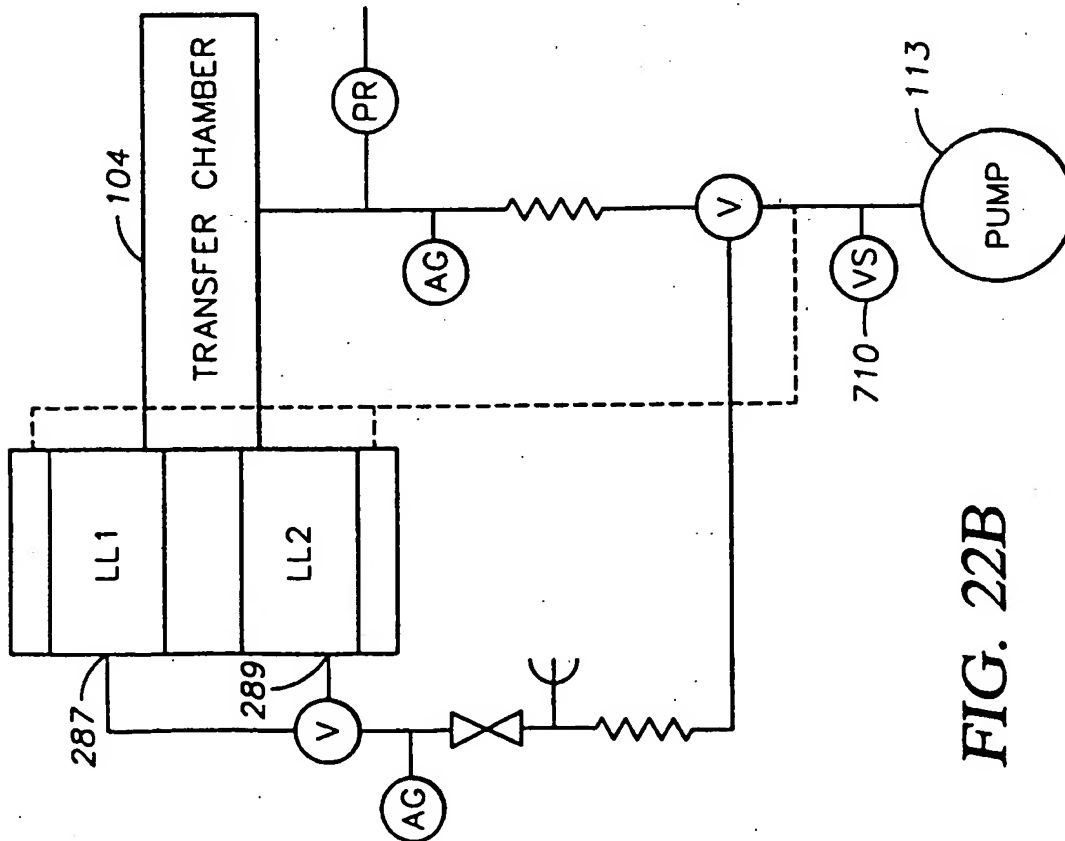 104
TRANSFER CHAMBER
LL1
LL2
287
289
PR
AG
V
AG
V
VS
710
113
PUMP
FIG. 22B